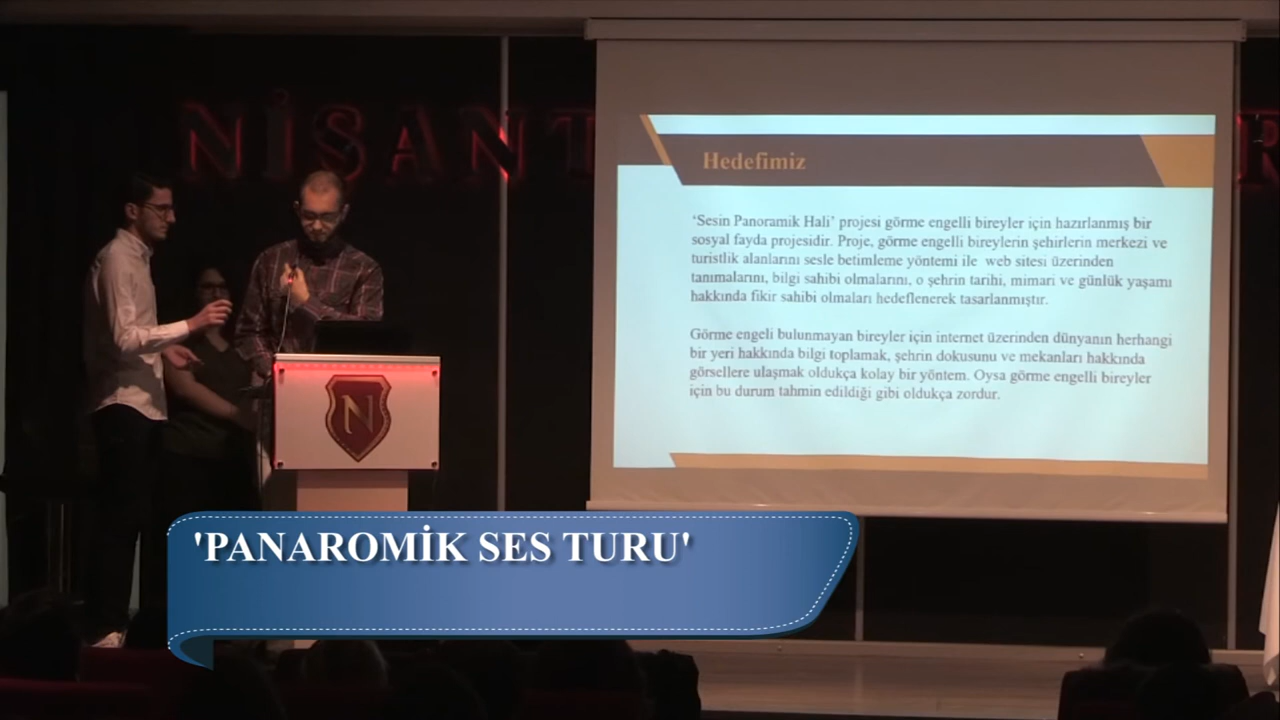 NİŞANT
Hedefimiz
‘Sesin Panoramik Hali’ projesi görme engelli bireyler için hazırlanmış bir
sosyal fayda projesidir. Proje, görme engelli bireylerin şehirlerin merkezi ve
turistlik alanlarını sesle betimleme yöntemi ile web sitesi üzerinden
tanımalarını, bilgi sahibi olmalarını, o şehrin tarihi, mimari ve günlük yaşamı
hakkında fikir sahibi olmaları hedeflenerek tasarlanmıştır.
Görme engeli bulunmayan bireyler için internet üzerinden dünyanın herhangi
bir yeri hakkında bilgi toplamak, şehrin dokusunu ve mekanları hakkında
görsellere ulaşmak oldukça kolay bir yöntem. Oysa görme engelli bireyler
için bu durum tahmin edildiği gibi oldukça zordur.
N
'PANAROMİK SES TURU'